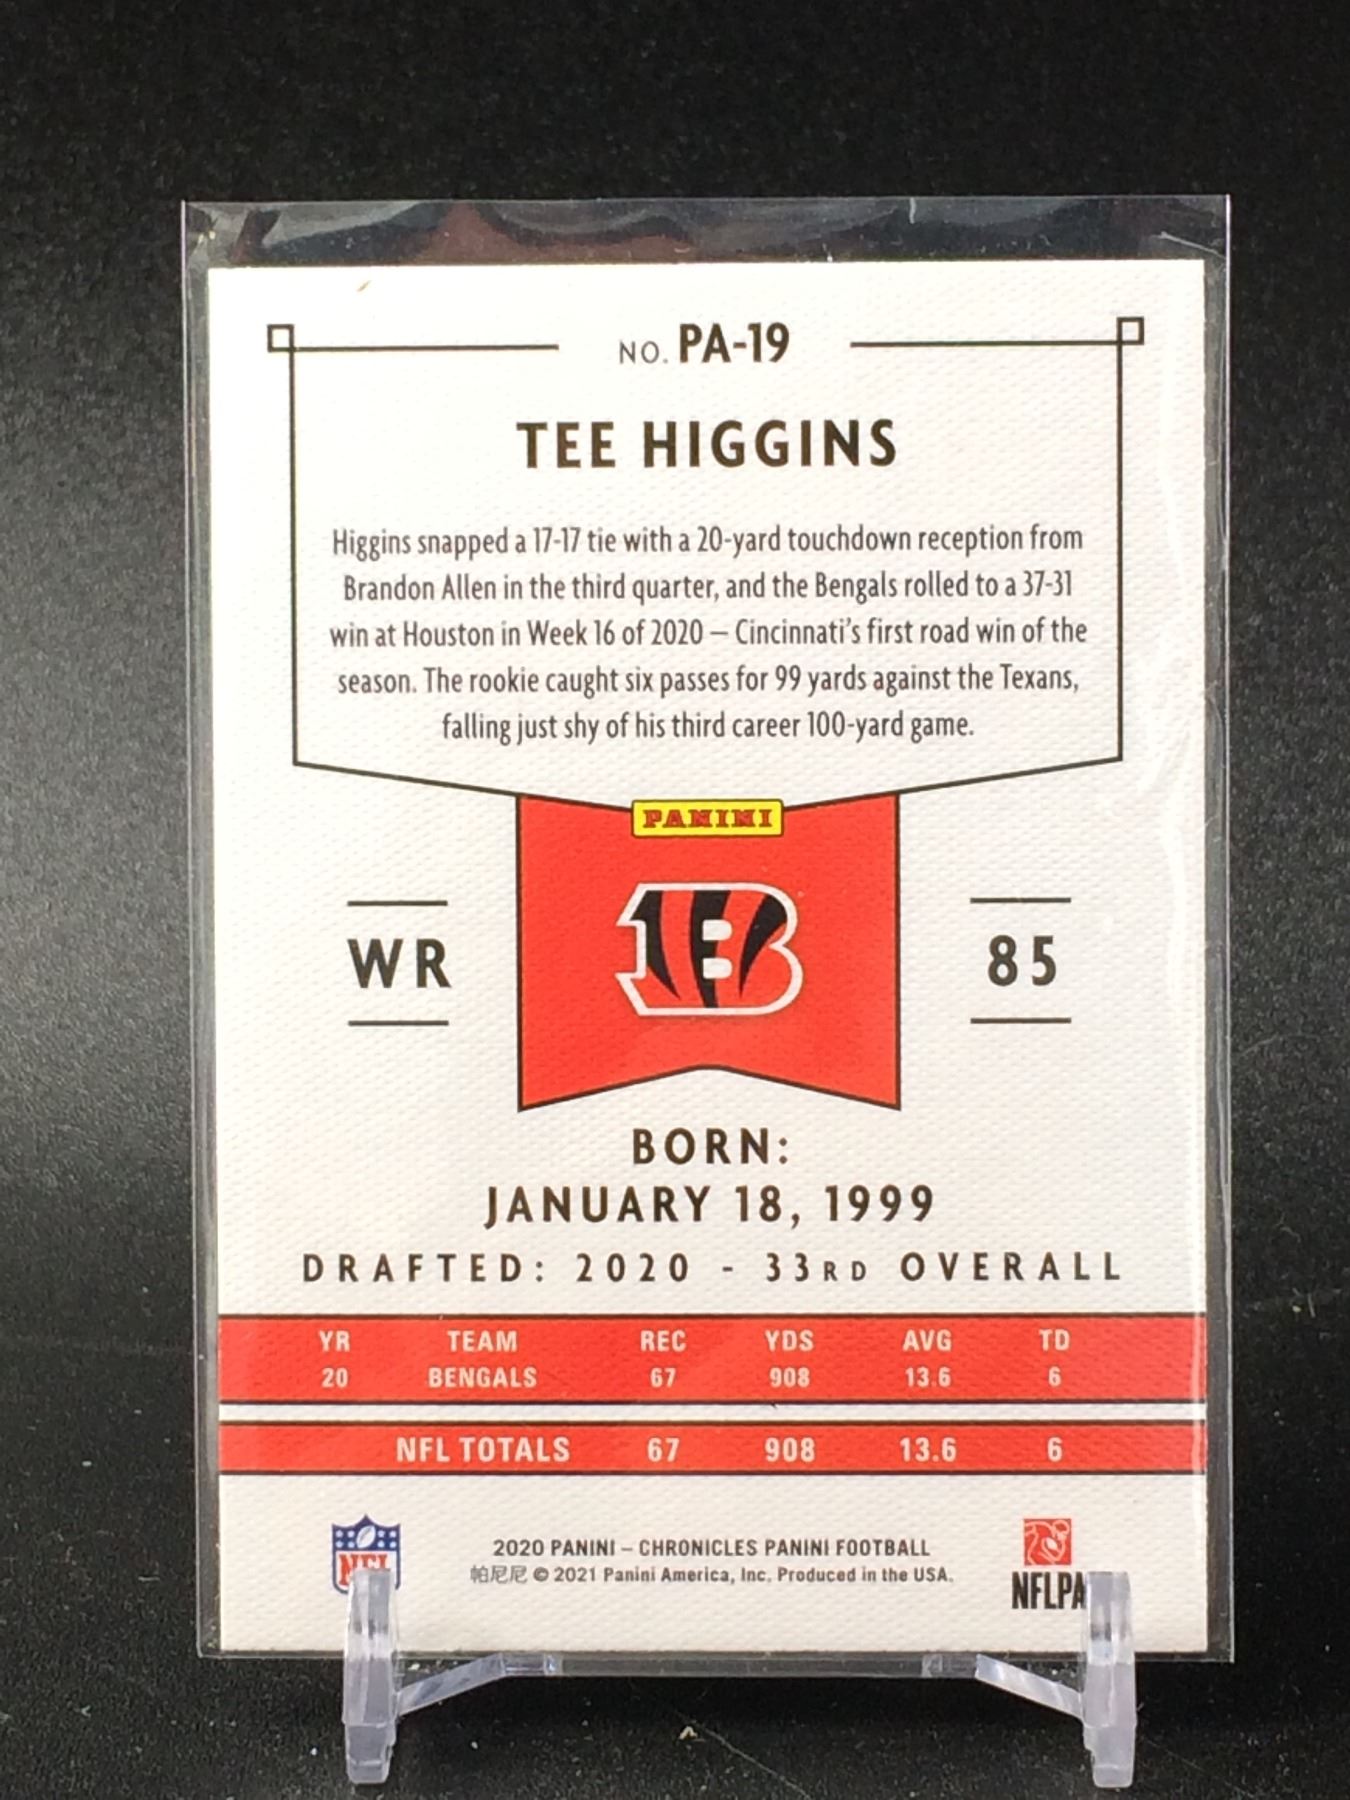 NO. PA-19
TEE HIGGINS
Higgins snapped a 17-17 tie with a 20-yard touchdown reception from
Brandon Allen in the third quarter, and the Bengals rolled to a 37-31
win at Houston in Week 16 of 2020 – Cincinnati's first road win of the
season. The rookie caught six passes for 99 yards against the Texans,
falling just shy of his third career 100-yard game.
PANINI
WR B 85
BORN:
JANUARY 18, 1999
DRAFTED: 2020 - 33RD OVERALL
YR TEAM REC YDS AVG TD
20 BENGALS 67 908 13.6 6
NFL TOTALS 67 908 13.6 6
NFL
2020 PANINI – CHRONICLES PANINI FOOTBALL
帕尼尼 © 2021 Panini America, Inc. Produced in the USA.
NFLPA